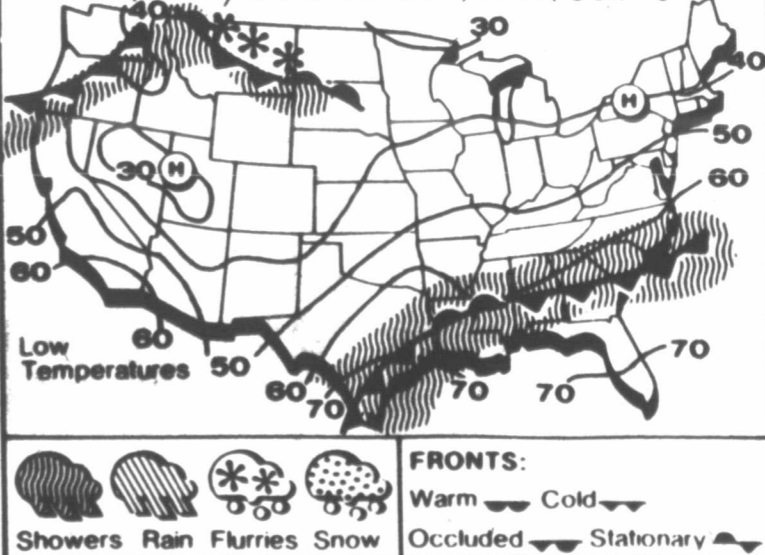 40
30
40
H
50
30 H
60
50
60
Low
Temperatures
60
50
60
70
70
70
70
FRONTS:
Warm Cold
Showers Rain Flurries Snow
Occluded Stationary